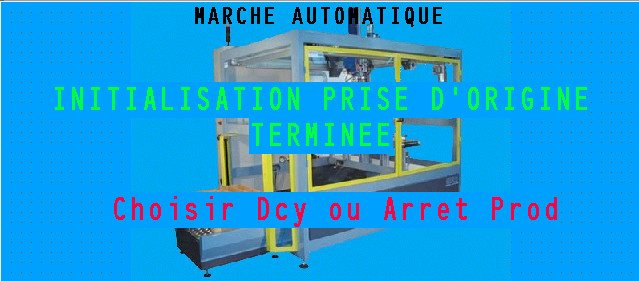 MARCHE AUTOMATIQUE
INITIALISATION PRISE D'ORIGINE
TERMINEE
Choisir Dcy ou Arret Prod